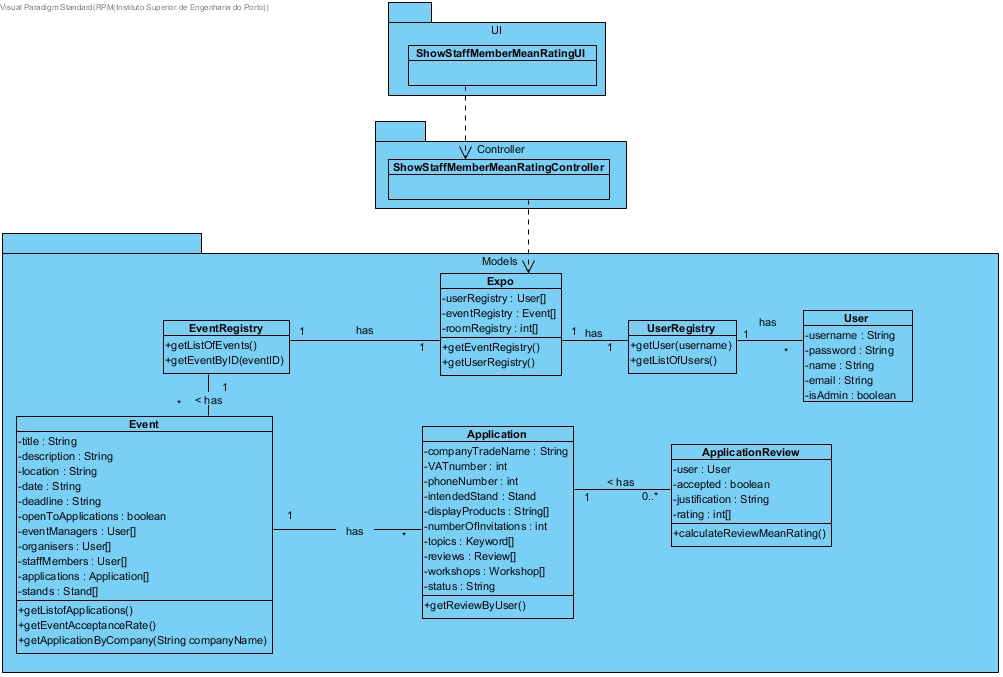 Visual Paradigm Standard(RPM(Instituto Superior de Engenharia do Porto))
UI
ShowStaffMemberMeanRatingUI
Controller
ShowStaffMemberMeanRatingController
Models
Expo
-userRegistry : User[]
-eventRegistry : Event[]
-roomRegistry : int[]
+getEventRegistry()
+getUserRegistry()
EventRegistry
+getListOfEvents()
+getEventByID(eventID)
1
has
1
1
has
1
UserRegistry
+getUser(username)
+getListOfUsers()
has
1
*
User
-username : String
-password : String
-name : String
-email : String
-isAdmin : boolean
1
*
< has
Event
-title : String
-description : String
-location : String
-date : String
-deadline : String
-openToApplications : boolean
-eventManagers : User[]
-organisers : User[]
-staffMembers : User[]
-applications : Application[]
-stands : Stand[]
+getListofApplications()
+getEventAcceptanceRate()
+getApplicationByCompany(String companyName)
1
has
*
Application
-companyTradeName : String
-VATnumber : int
-phoneNumber : int
-intendedStand : Stand
-displayProducts : String[]
-numberOfInvitations : int
-topics : Keyword[]
-reviews : Review[]
-workshops : Workshop[]
-status : String
+getReviewByUser()
< has
1
0..*
ApplicationReview
-user : User
-accepted : boolean
-justification : String
-rating : int[]
+calculateReviewMeanRating()